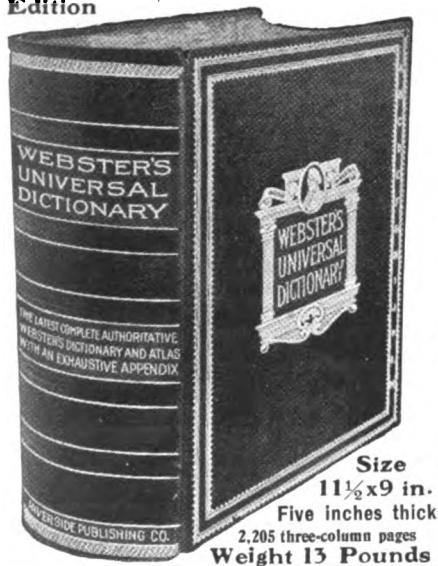 Edition
WEBSTER'S
UNIVERSAL
DICTIONARY
THE LATEST COMPLETE AUTHORITATIVE
WEBSTER'S DICTIONARY AND ATLAS
WITH AN EXHAUSTIVE APPENDIX
RIVERSIDE PUBLISHING CO.
WEBSTER'S
UNIVERSAL
DICTIONARY
Size
11½x9 in.
Five inches thick
2,205 three-column pages
Weight 13 Pounds